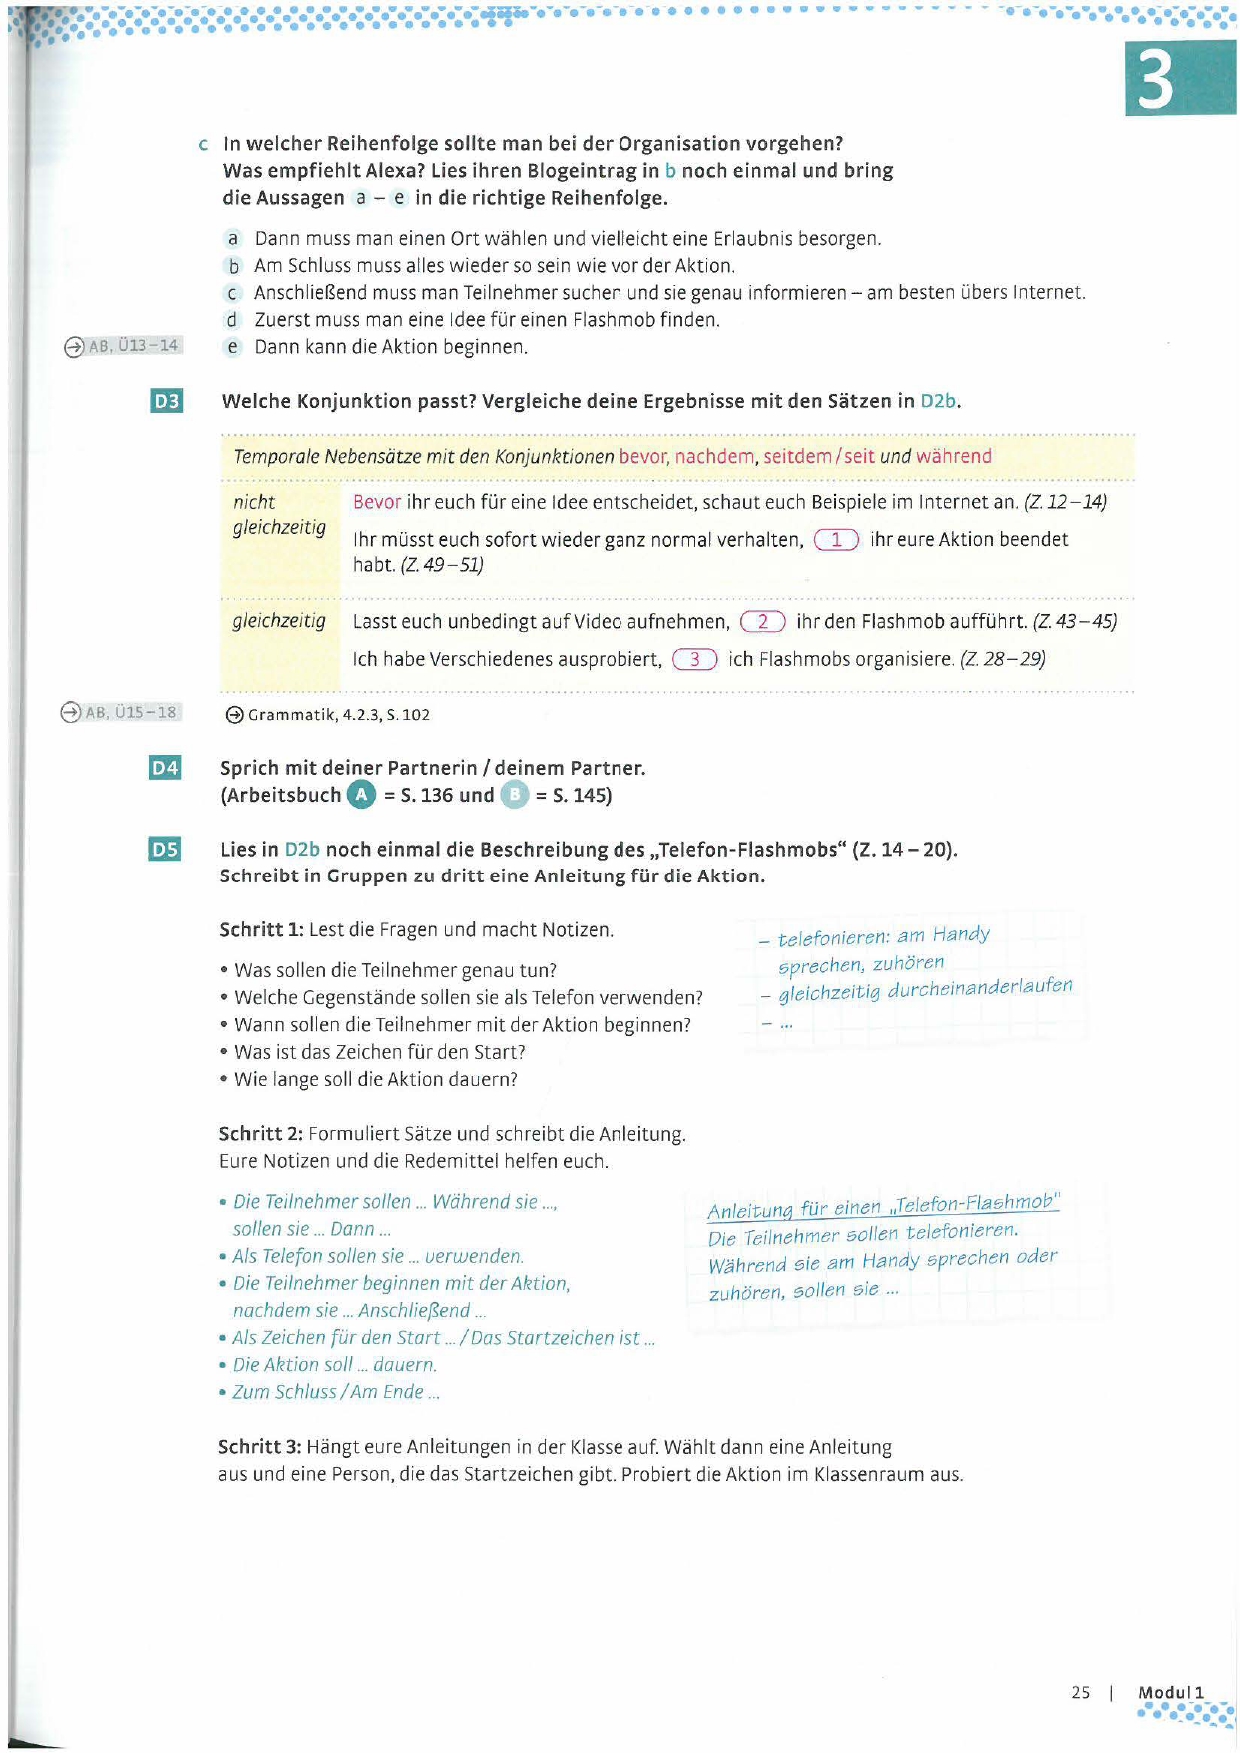 3
c In welcher Reihenfolge sollte man bei der Organisation vorgehen?
Was empfiehlt Alexa? Lies ihren Blogeintrag in b noch einmal und bring
die Aussagen a – e in die richtige Reihenfolge.
a Dann muss man einen Ort wählen und vielleicht eine Erlaubnis besorgen.
b Am Schluss muss alles wieder so sein wie vor der Aktion.
c Anschließend muss man Teilnehmer suchen und sie genau informieren – am besten übers Internet.
d Zuerst muss man eine Idee für einen Flashmob finden.
AB, Ü13–14
e Dann kann die Aktion beginnen.
D3 Welche Konjunktion passt? Vergleiche deine Ergebnisse mit den Sätzen in D2b.
Temporale Nebensätze mit den Konjunktionen bevor, nachdem, seitdem/seit und während
nicht gleichzeitig
Bevor ihr euch für eine Idee entscheidet, schaut euch Beispiele im Internet an. (Z. 12–14)
Ihr müsst euch sofort wieder ganz normal verhalten, 1 ihr eure Aktion beendet
habt. (Z. 49–51)
gleichzeitig
Lasst euch unbedingt auf Video aufnehmen, 2 ihr den Flashmob aufführt. (Z. 43–45)
Ich habe Verschiedenes ausprobiert, 3 ich Flashmobs organisiere. (Z. 28–29)
AB, Ü15–18
Grammatik, 4.2.3, S. 102
D4 Sprich mit deiner Partnerin / deinem Partner.
(Arbeitsbuch A = S. 136 und B = S. 145)
D5 Lies in D2b noch einmal die Beschreibung des „Telefon-Flashmobs“ (Z. 14 – 20).
Schreibt in Gruppen zu dritt eine Anleitung für die Aktion.
Schritt 1: Lest die Fragen und macht Notizen.
• Was sollen die Teilnehmer genau tun?
• Welche Gegenstände sollen sie als Telefon verwenden?
• Wann sollen die Teilnehmer mit der Aktion beginnen?
• Was ist das Zeichen für den Start?
• Wie lange soll die Aktion dauern?
– telefonieren: am Handy
sprechen, zuhören
– gleichzeitig durcheinanderlaufen
– ...
Schritt 2: Formuliert Sätze und schreibt die Anleitung.
Eure Notizen und die Redemittel helfen euch.
• Die Teilnehmer sollen ... Während sie ...,
sollen sie ... Dann ...
• Als Telefon sollen sie ... verwenden.
• Die Teilnehmer beginnen mit der Aktion,
nachdem sie ... Anschließend ...
• Als Zeichen für den Start ... / Das Startzeichen ist ...
• Die Aktion soll ... dauern.
• Zum Schluss / Am Ende ...
Anleitung für einen „Telefon-Flashmob“
Die Teilnehmer sollen telefonieren.
Während sie am Handy sprechen oder
zuhören, sollen sie ...
Schritt 3: Hängt eure Anleitungen in der Klasse auf. Wählt dann eine Anleitung
aus und eine Person, die das Startzeichen gibt. Probiert die Aktion im Klassenraum aus.
25 | Modul 1